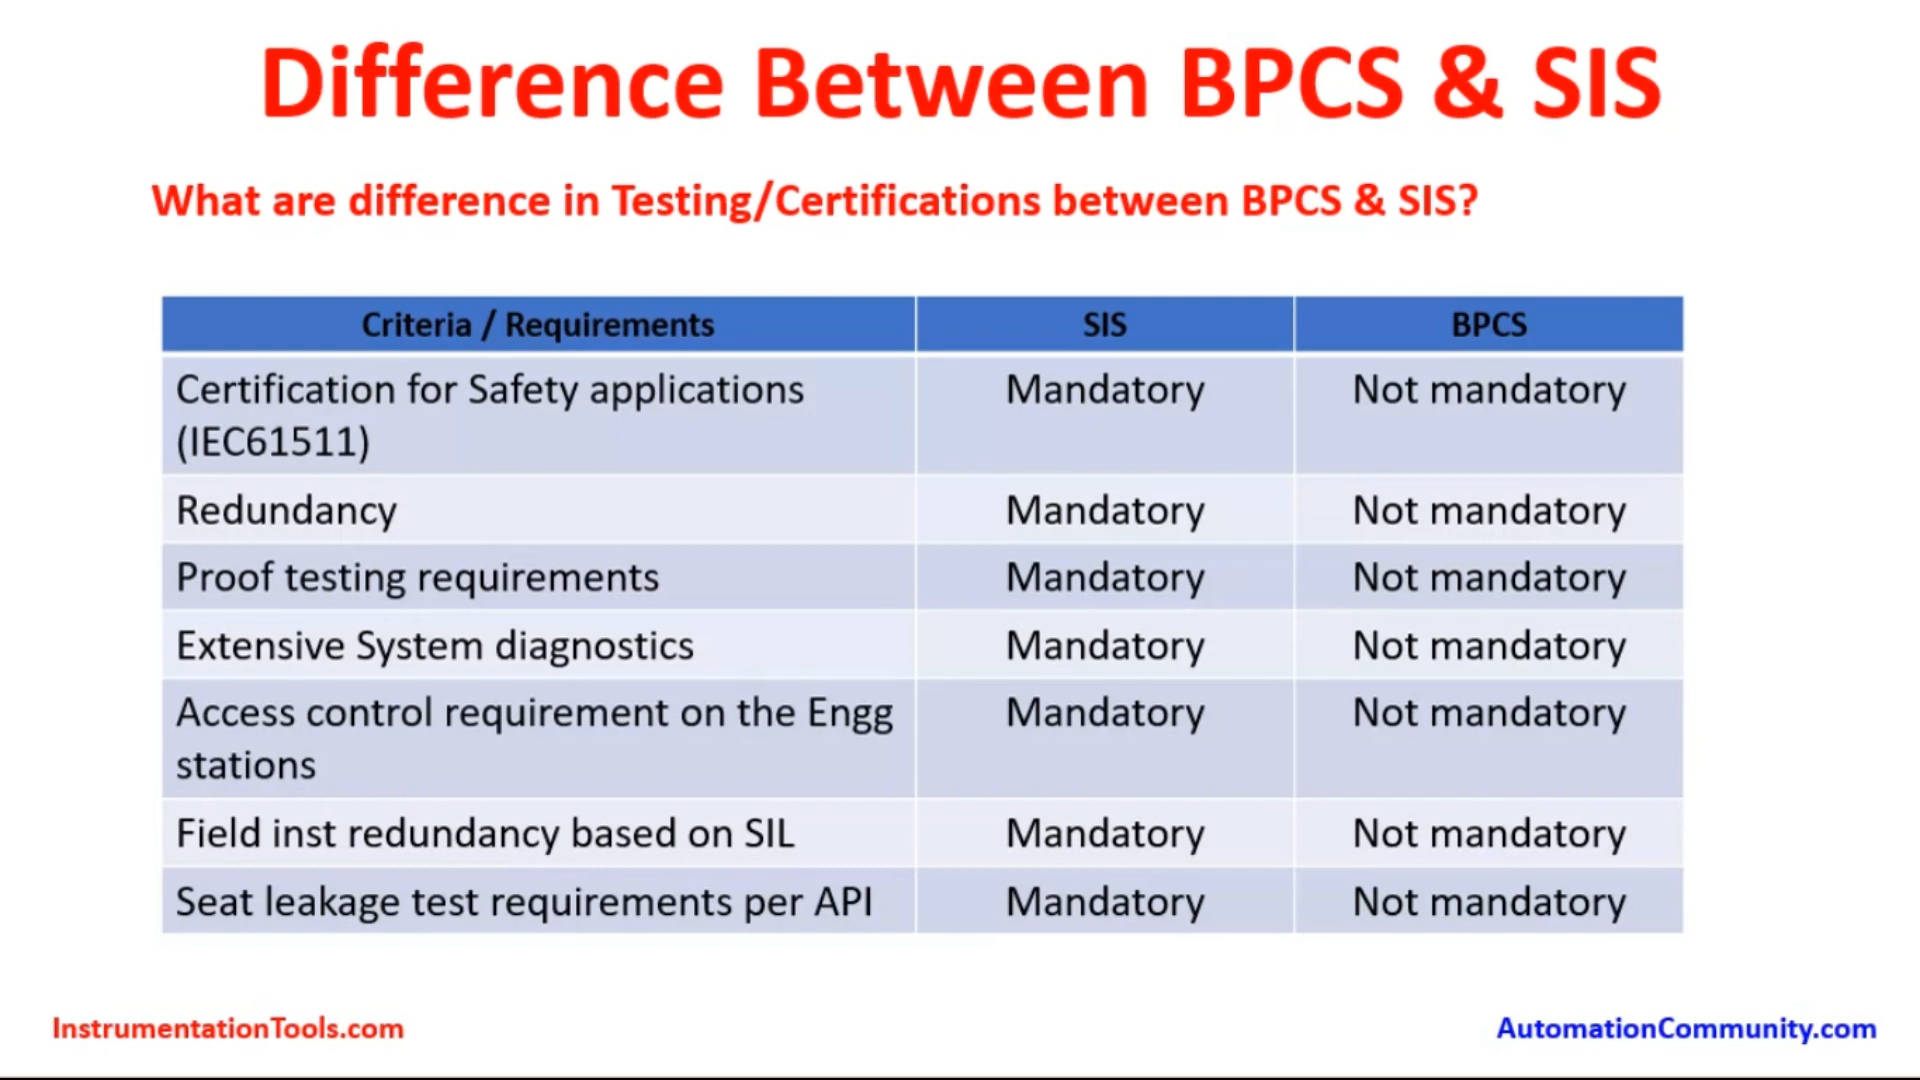 Difference Between BPCS & SIS
What are difference in Testing/Certifications between BPCS & SIS?
Criteria / Requirements SIS BPCS
Certification for Safety applications Mandatory Not mandatory
(IEC61511)
Redundancy Mandatory Not mandatory
Proof testing requirements Mandatory Not mandatory
Extensive System diagnostics Mandatory Not mandatory
Access control requirement on the Engg Mandatory Not mandatory
stations
Field inst redundancy based on SIL Mandatory Not mandatory
Seat leakage test requirements per API Mandatory Not mandatory
InstrumentationTools.com AutomationCommunity.com